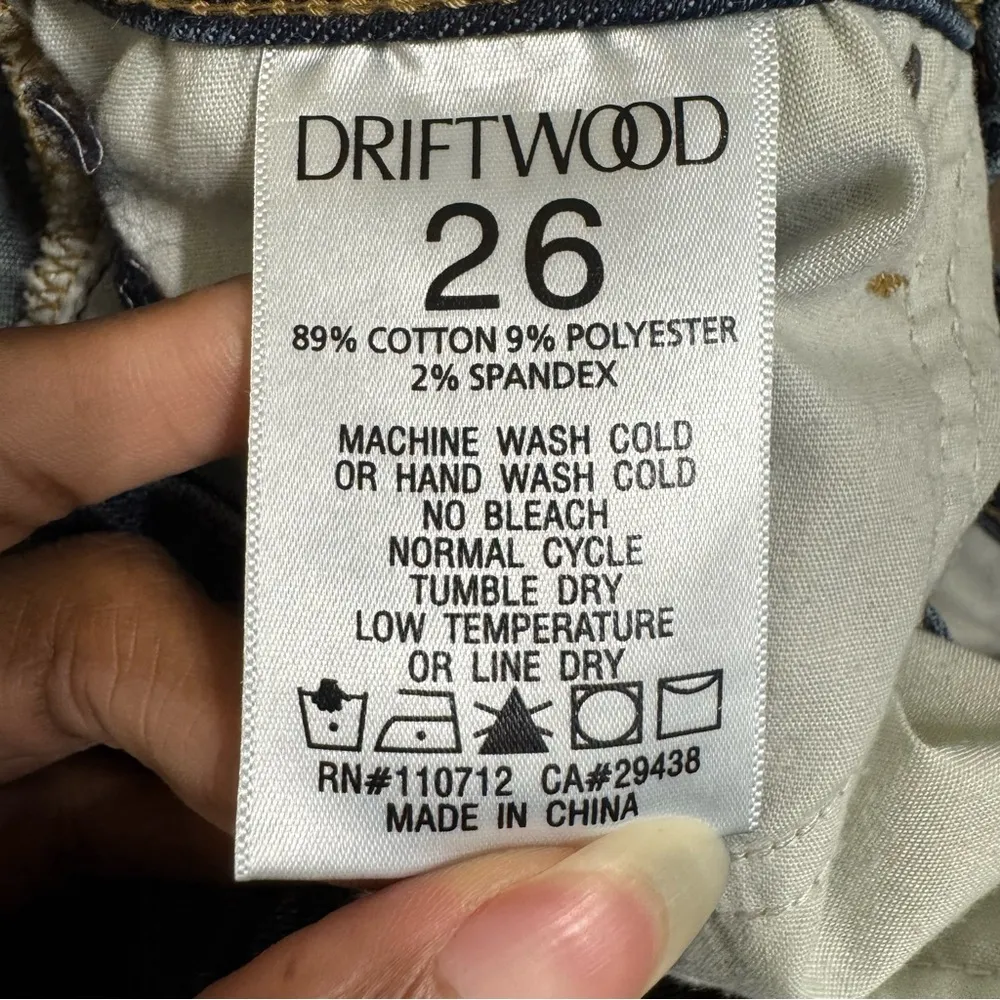 DRIFTWOOD
26
89% COTTON 9% POLYESTER
2% SPANDEX
MACHINE WASH COLD
OR HAND WASH COLD
NO BLEACH
NORMAL CYCLE
TUMBLE DRY
LOW TEMPERATURE
OR LINE DRY
RN#110712 CA#29438
MADE IN CHINA